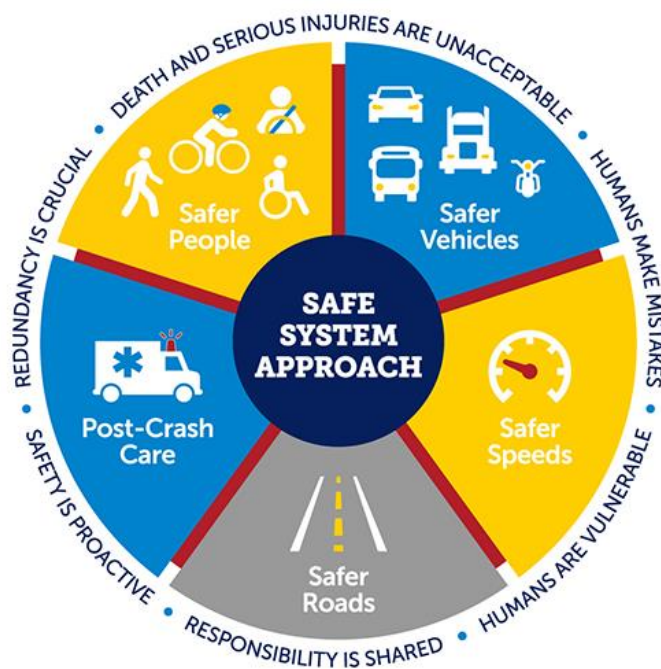 DEATH AND SERIOUS INJURIES ARE UNACCEPTABLE
HUMANS MAKE MISTAKES
HUMANS ARE VULNERABLE
RESPONSIBILITY IS SHARED
SAFETY IS PROACTIVE
REDUNDANCY IS CRUCIAL
Safer
People
Safer
Vehicles
SAFE
SYSTEM
APPROACH
Post-Crash
Care
Safer
Speeds
Safer
Roads